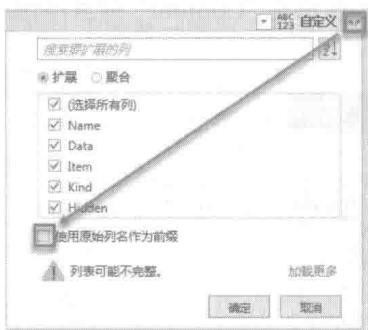 ABC 123 自定义
搜索要扩展的列
扩展 聚合
(选择所有列)
Name
Data
Item
Kind
Hidden
使用原始列名作为前缀
列表可能不完整。 加载更多
确定 取消